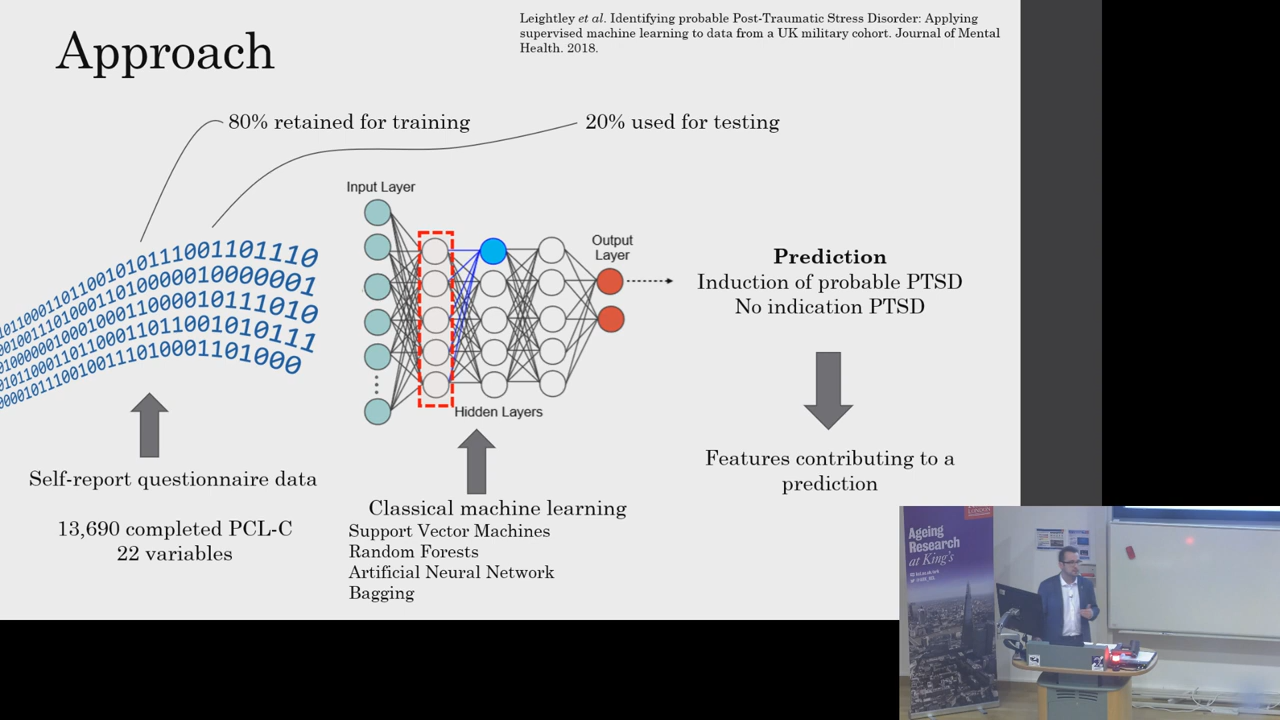 Approach
Leightley et al. Identifying probable Post-Traumatic Stress Disorder: Applying
supervised machine learning to data from a UK military cohort. Journal of Mental
Health. 2018.
80% retained for training
20% used for testing
Input Layer
Output
Layer
Hidden Layers
Prediction
Induction of probable PTSD
No indication PTSD
Features contributing to a
prediction
Self-report questionnaire data
13,690 completed PCL-C
22 variables
Classical machine learning
Support Vector Machines
Random Forests
Artificial Neural Network
Bagging
Ageing
Research
at King's